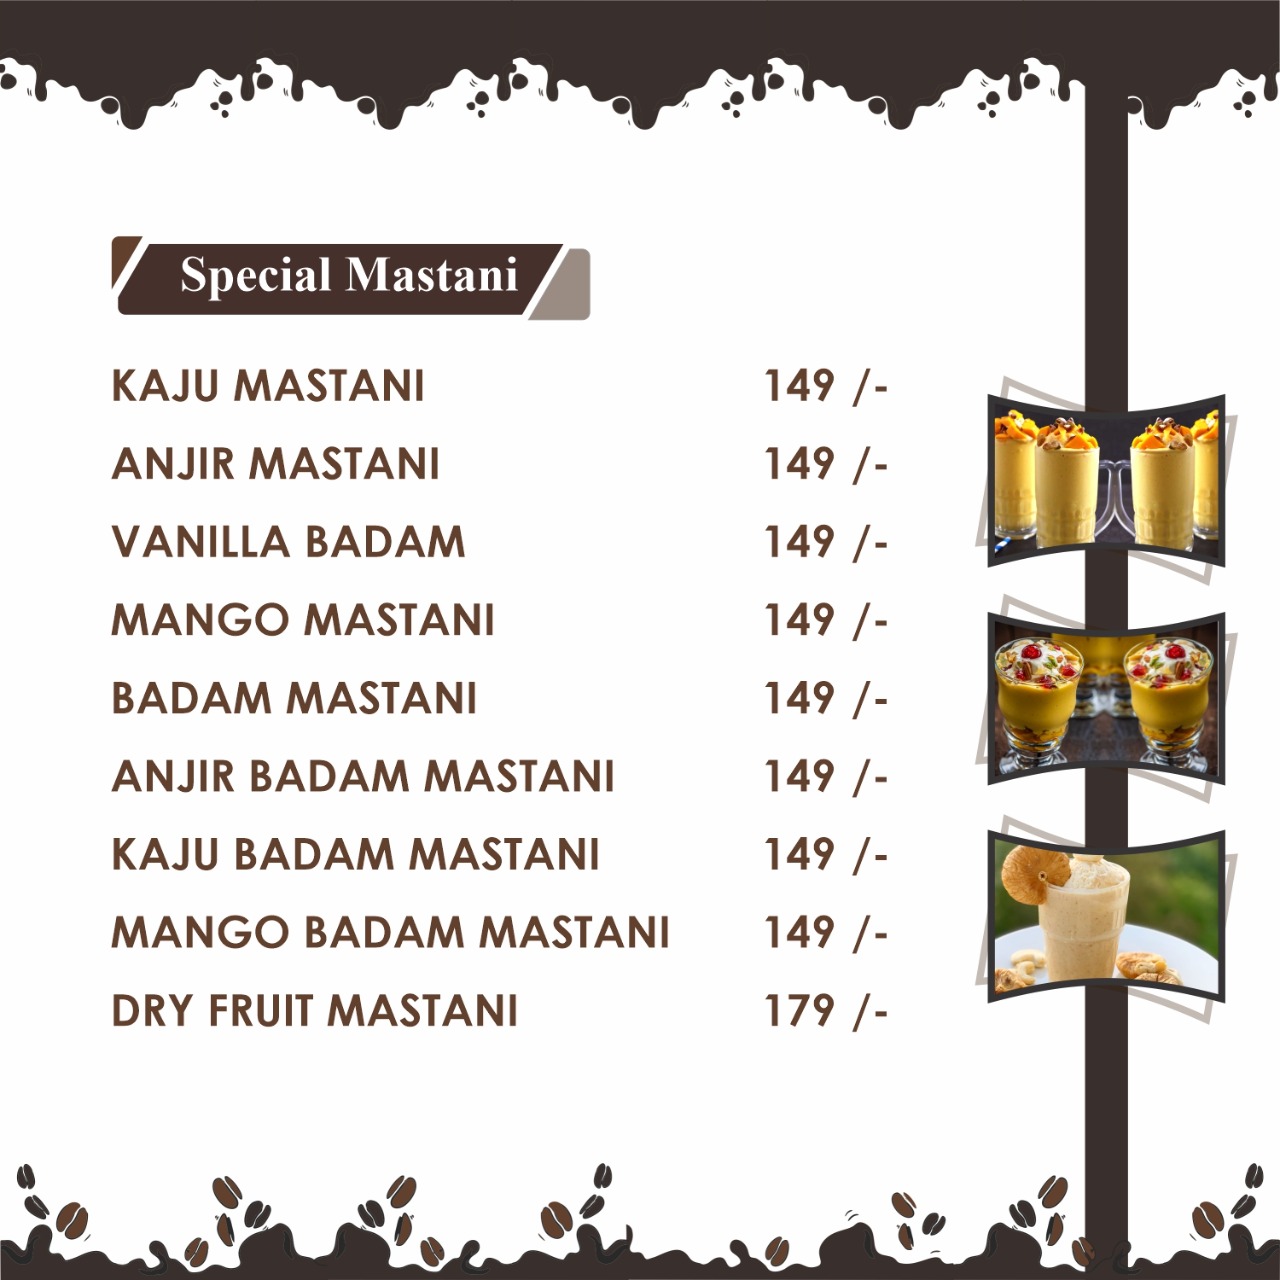 Special Mastani
KAJU MASTANI 149 /-
ANJIR MASTANI 149 /-
VANILLA BADAM 149 /-
MANGO MASTANI 149 /-
BADAM MASTANI 149 /-
ANJIR BADAM MASTANI 149 /-
KAJU BADAM MASTANI 149 /-
MANGO BADAM MASTANI 149 /-
DRY FRUIT MASTANI 179 /-